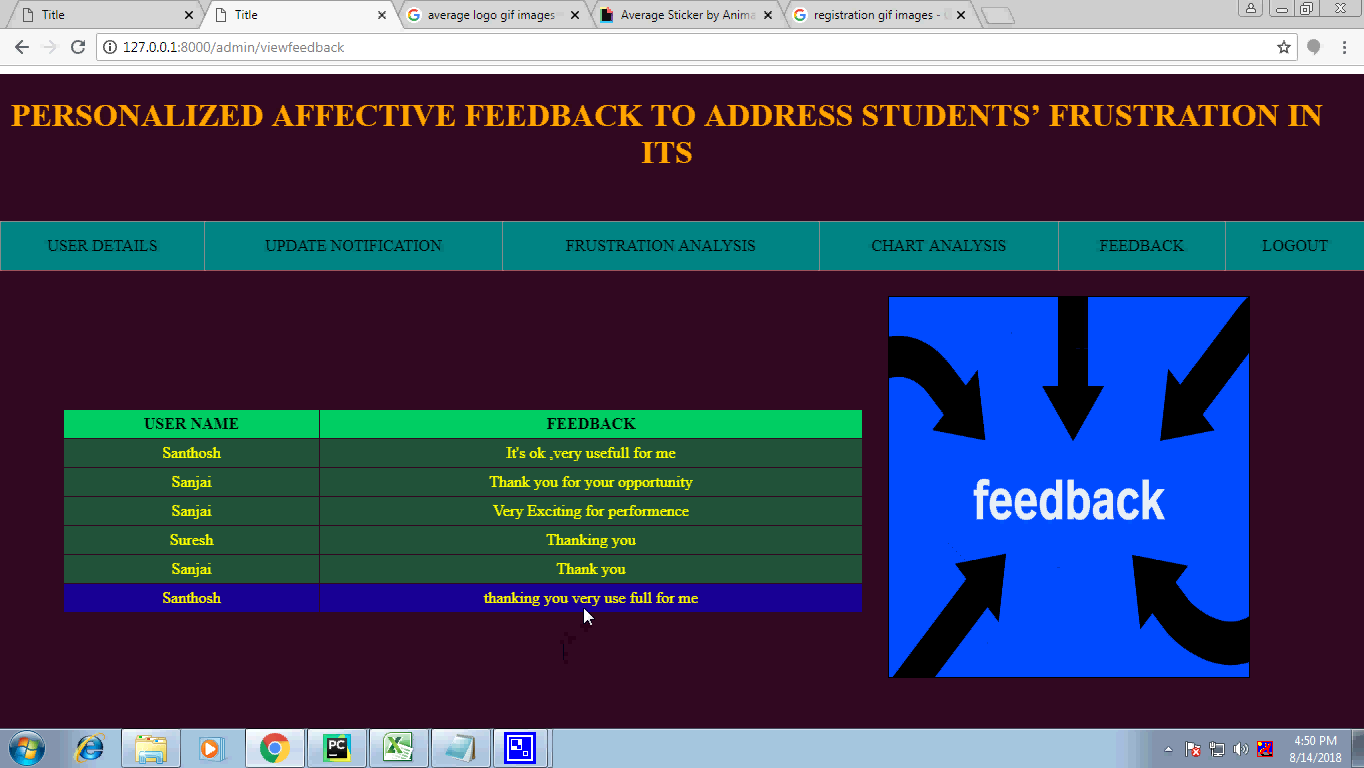 Title
Title
average logo gif images
Average Sticker by Anima
registration gif images -
127.0.0.1:8000/admin/viewfeedback
PERSONALIZED AFFECTIVE FEEDBACK TO ADDRESS STUDENTS’ FRUSTRATION IN
ITS
USER DETAILS
UPDATE NOTIFICATION
FRUSTRATION ANALYSIS
CHART ANALYSIS
FEEDBACK
LOGOUT
USER NAME FEEDBACK
Santhosh It's ok ,very usefull for me
Sanjai Thank you for your opportunity
Sanjai Very Exciting for performence
Suresh Thanking you
Sanjai Thank you
Santhosh thanking you very use full for me
feedback
PC
4:50 PM
8/14/2018